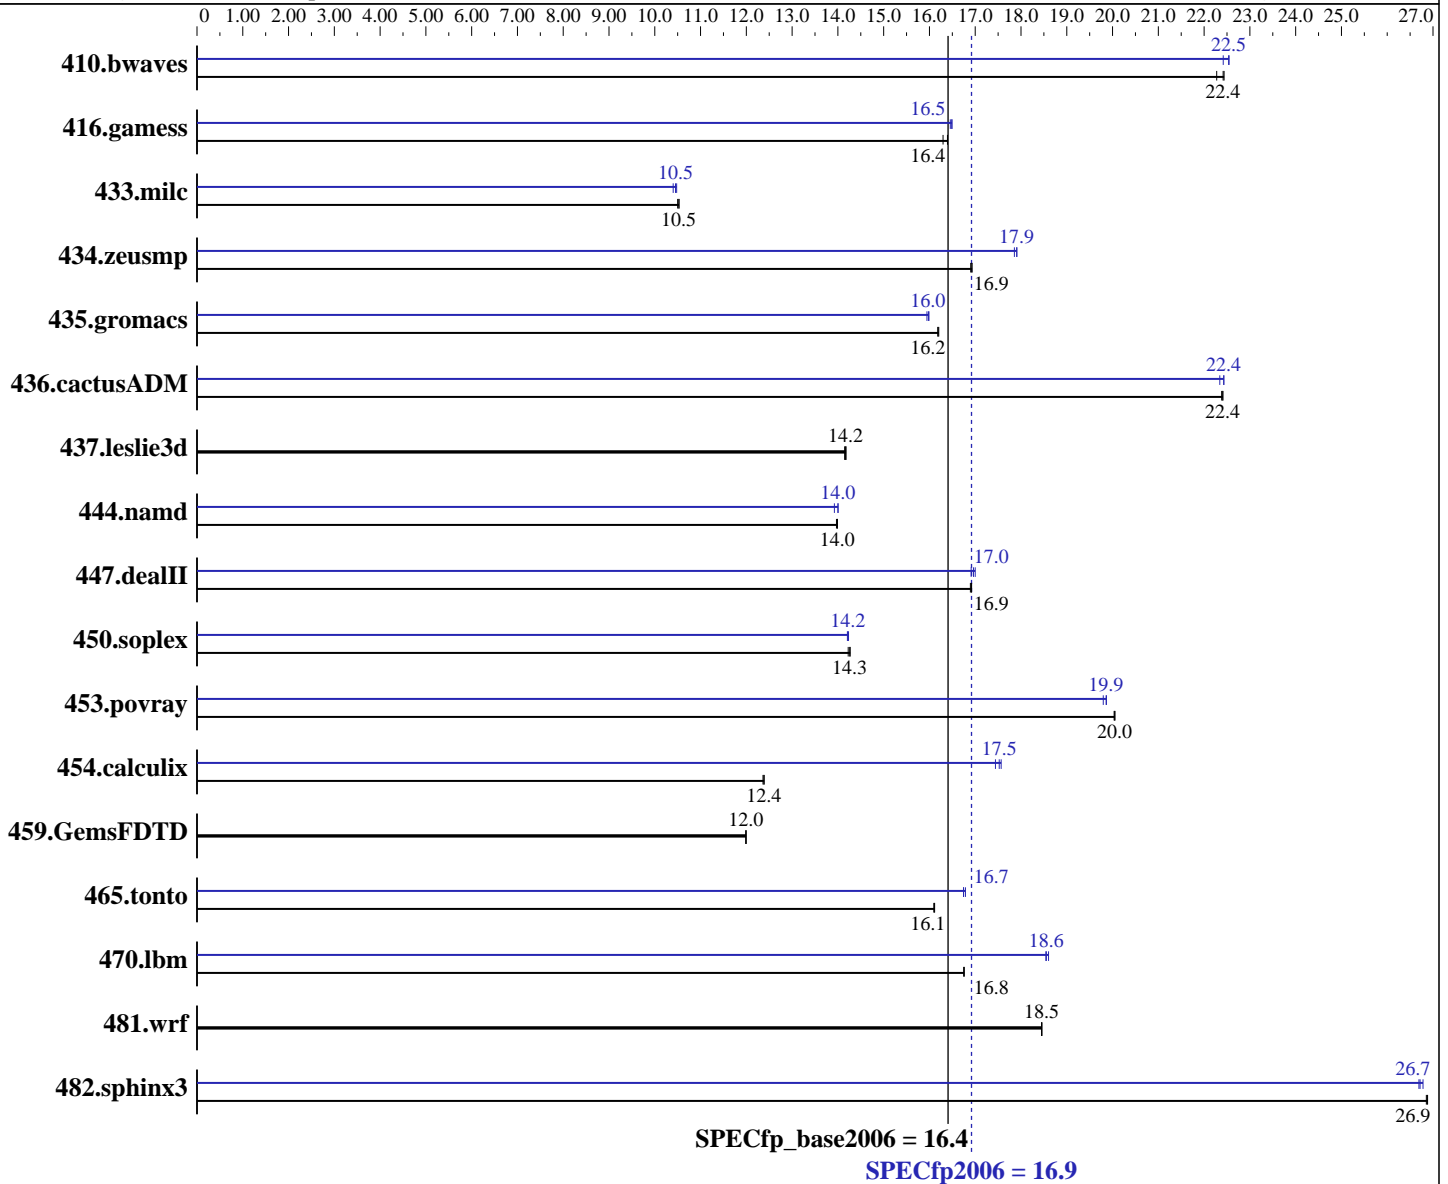 0 1.00 2.00 3.00 4.00 5.00 6.00 7.00 8.00 9.00 10.0 11.0 12.0 13.0 14.0 15.0 16.0 17.0 18.0 19.0 20.0 21.0 22.0 23.0 24.0 25.0 27.0
22.5
410.bwaves
22.4
16.5
416.gamess
16.4
10.5
433.milc
10.5
17.9
434.zeusmp
16.9
16.0
435.gromacs
16.2
22.4
436.cactusADM
22.4
14.2
437.leslie3d
14.0
444.namd
14.0
17.0
447.dealII
16.9
14.2
450.soplex
14.3
19.9
453.povray
20.0
17.5
454.calculix
12.4
12.0
459.GemsFDTD
16.7
465.tonto
16.1
18.6
470.lbm
16.8
18.5
481.wrf
26.7
482.sphinx3
26.9
SPECfp_base2006 = 16.4
SPECfp2006 = 16.9